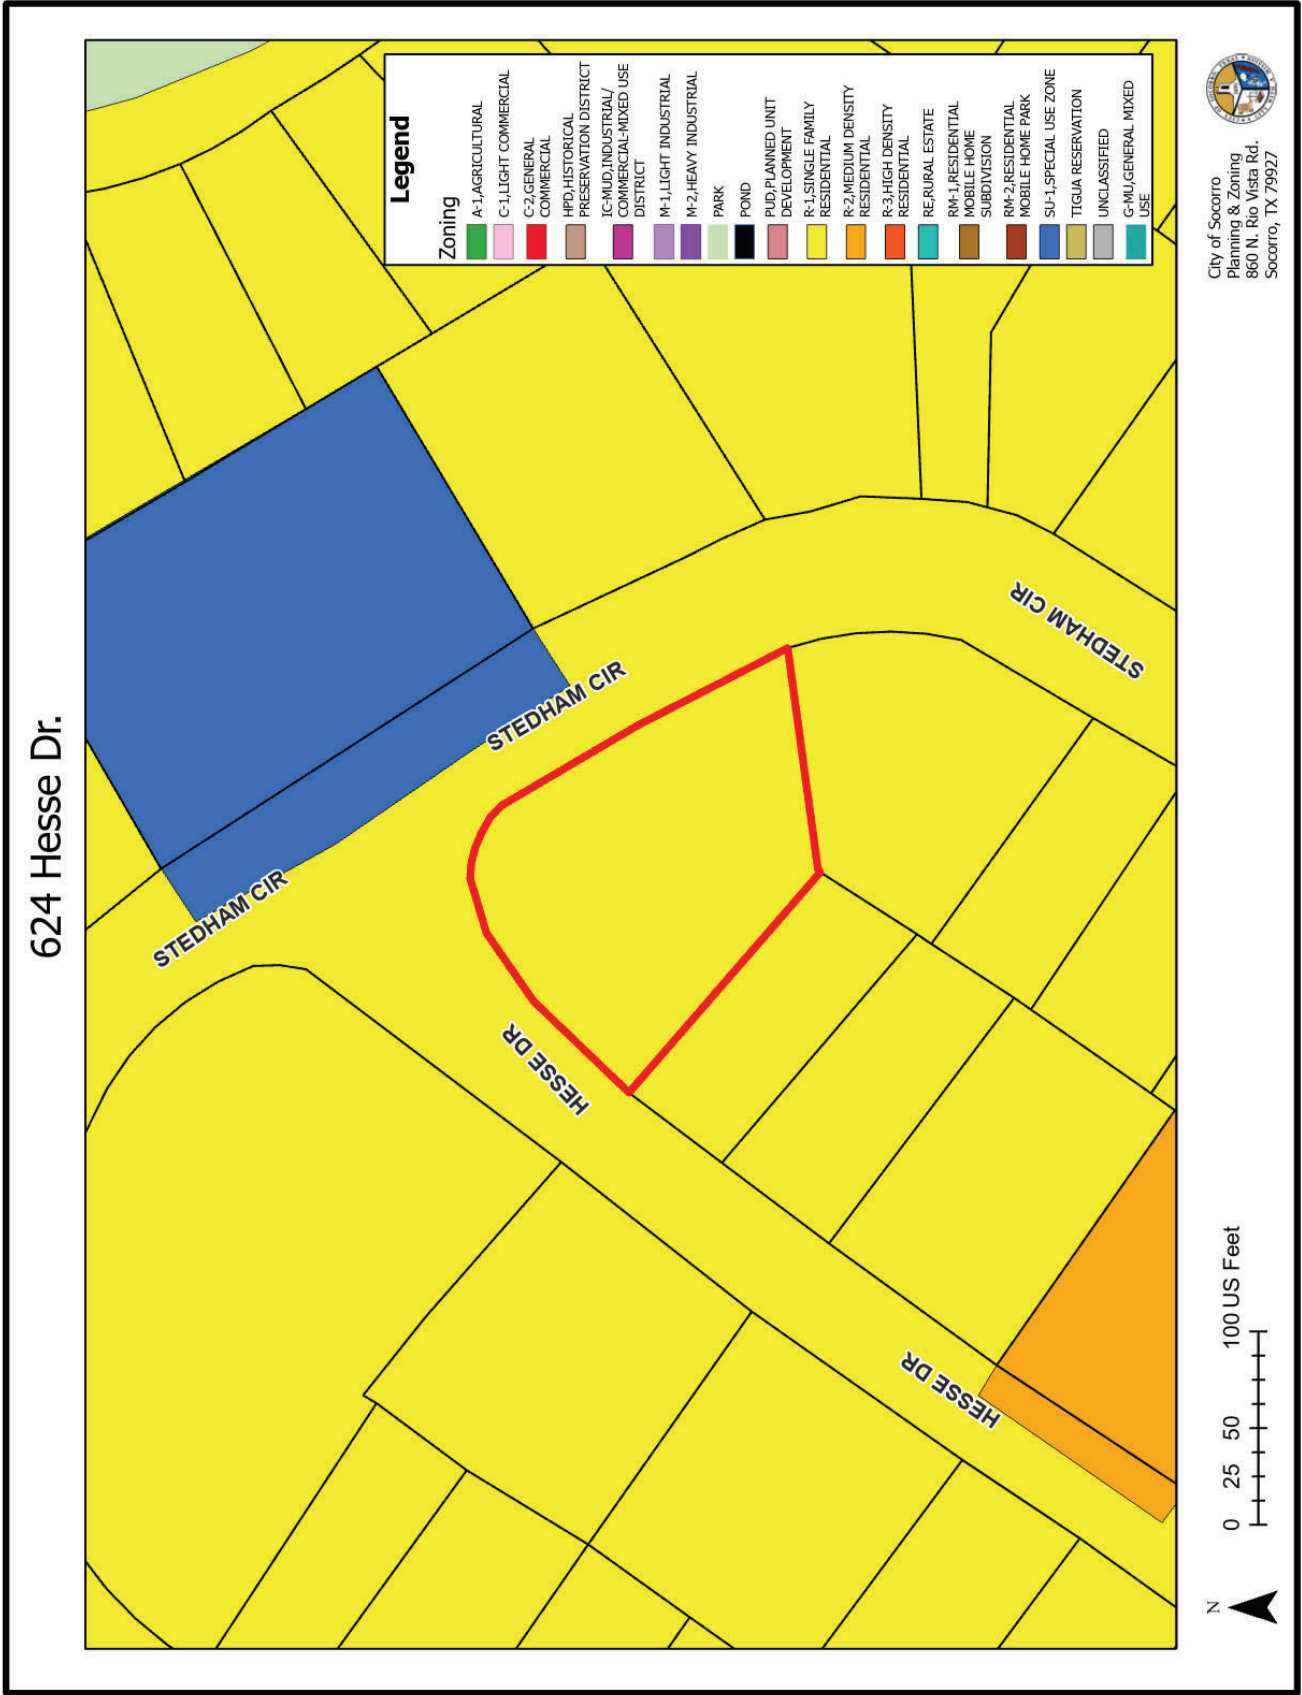 624 Hesse Dr.
STEDHAM CIR
STEDHAM CIR
STEDHAM CIR
HESSE DR
HESSE DR
Legend
Zoning
A-1,AGRICULTURAL
C-1,LIGHT COMMERCIAL
C-2,GENERAL
COMMERCIAL
HPD,HISTORICAL
PRESERVATION DISTRICT
IC-MUD,INDUSTRIAL/
COMMERCIAL-MIXED USE
DISTRICT
M-1,LIGHT INDUSTRIAL
M-2,HEAVY INDUSTRIAL
PARK
POND
PUD,PLANNED UNIT
DEVELOPMENT
R-1,SINGLE FAMILY
RESIDENTIAL
R-2,MEDIUM DENSITY
RESIDENTIAL
R-3,HIGH DENSITY
RESIDENTIAL
RE,RURAL ESTATE
RM-1,RESIDENTIAL
MOBILE HOME
SUBDIVISION
RM-2,RESIDENTIAL
MOBILE HOME PARK
SU-1,SPECIAL USE ZONE
TIGUA RESERVATION
UNCLASSIFIED
G-MU,GENERAL MIXED
USE
N
0 25 50 100 US Feet
City of Socorro
Planning & Zoning
860 N. Rio Vista Rd.
Socorro, TX 79927